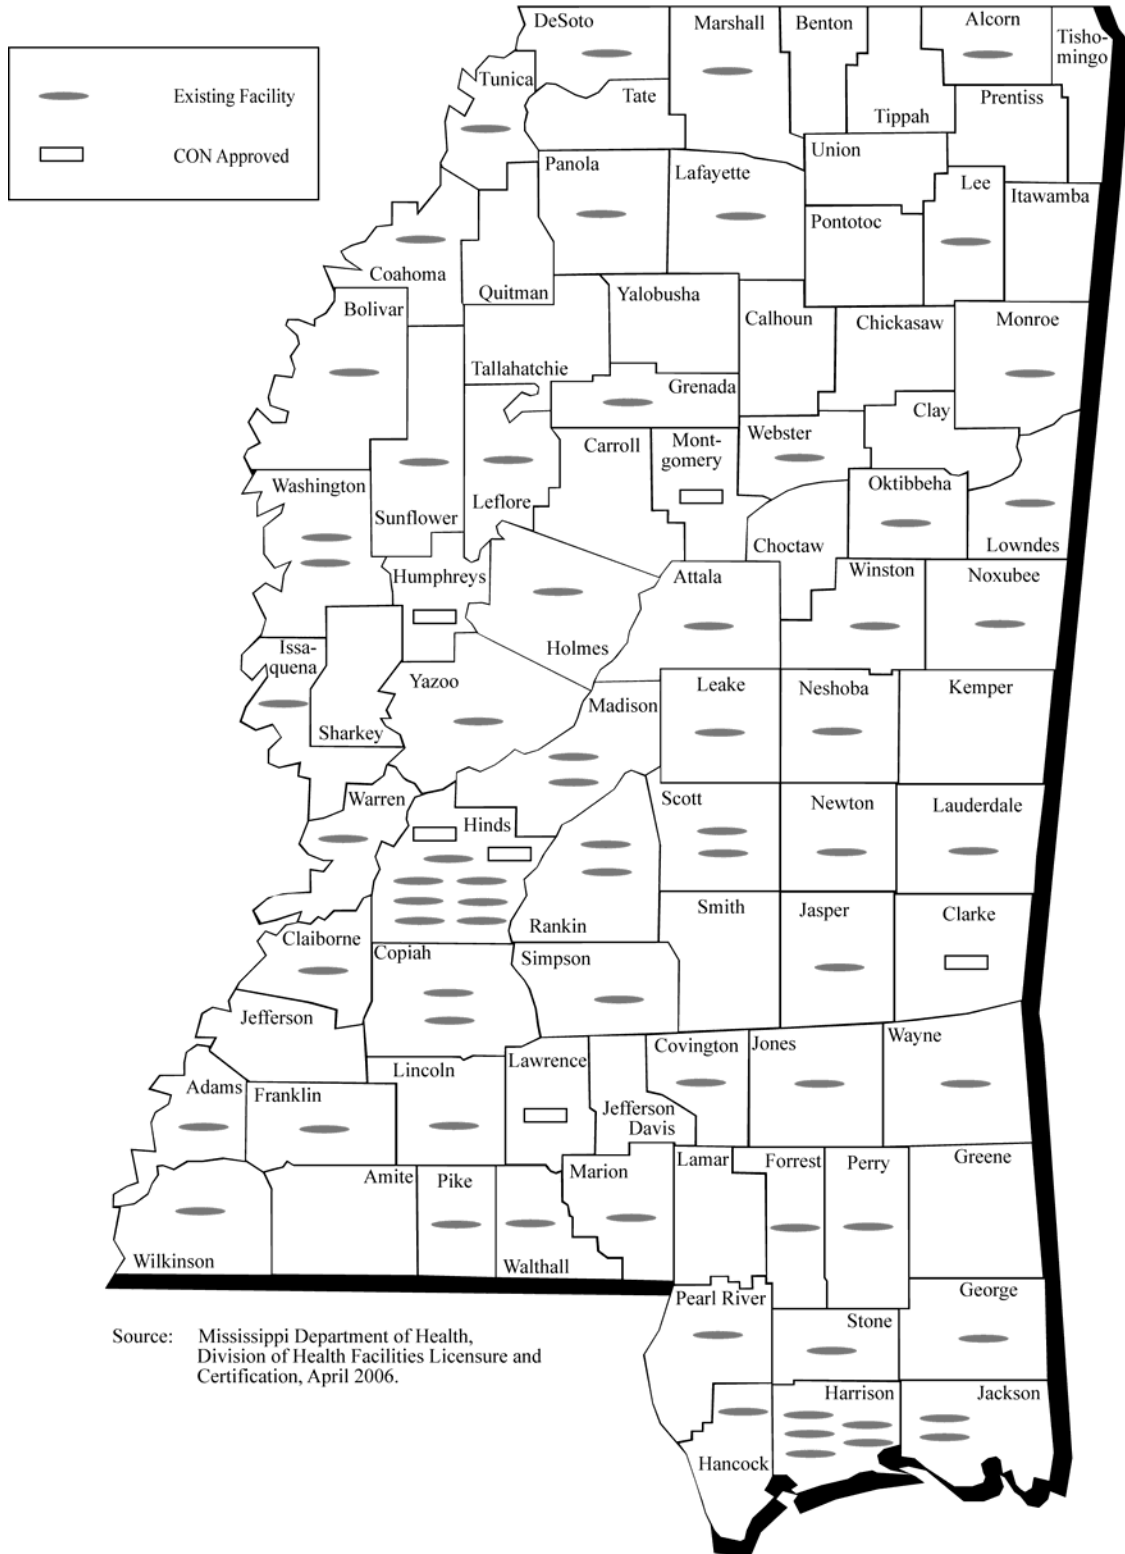 DeSoto
Marshall
Benton
Alcorn
Tisho-
mingo
Tunica
Existing Facility
Tate
Prentiss
Tippah
CON Approved
Union
Panola
Lafayette
Lee
Itawamba
Pontotoc
Coahoma
Quitman
Yalobusha
Bolivar
Calhoun
Chickasaw
Monroe
Tallahatchie
Grenada
Clay
Carroll
Mont-
gomery
Webster
Washington
Leflore
Oktibbeha
Sunflower
Choctaw
Lowndes
Humphreys
Attala
Winston
Noxubee
Issa-
quena
Holmes
Yazoo
Leake
Neshoba
Kemper
Madison
Sharkey
Warren
Scott
Newton
Lauderdale
Hinds
Smith
Jasper
Clarke
Rankin
Claiborne
Copiah
Simpson
Jefferson
Wayne
Covington
Jones
Lawrence
Lincoln
Adams
Franklin
Jefferson
Davis
Lamar
Forrest
Perry
Greene
Marion
Amite
Pike
Wilkinson
Walthall
Pearl River
George
Stone
Source: Mississippi Department of Health,
Division of Health Facilities Licensure and
Certification, April 2006.
Harrison
Jackson
Hancock